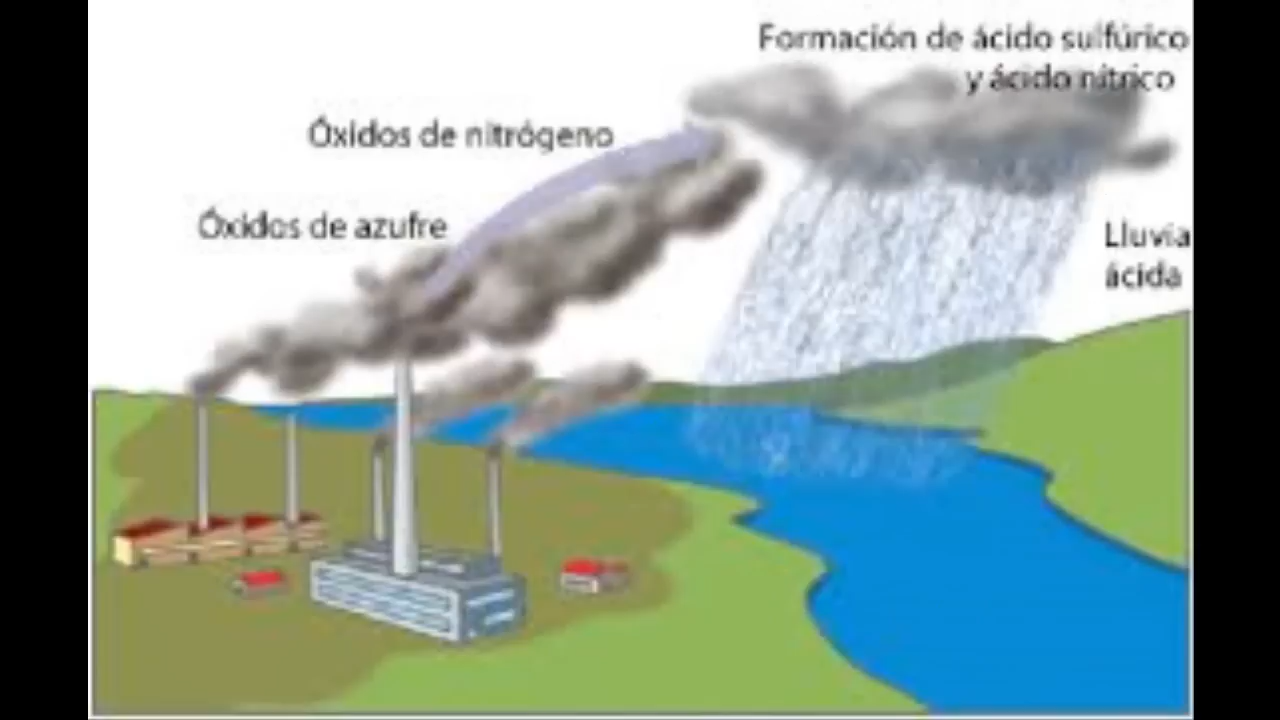 Formación de ácido sulfúrico
y ácido nítrico
Óxidos de nitrógeno
Óxidos de azufre
Lluvia
ácida